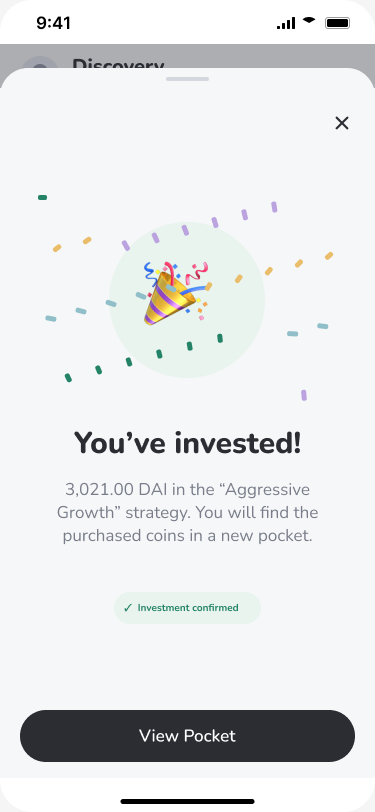 9:41
Discovery
You’ve invested!
3,021.00 DAI in the “Aggressive
Growth” strategy. You will find the
purchased coins in a new pocket.
✓ Investment confirmed
View Pocket